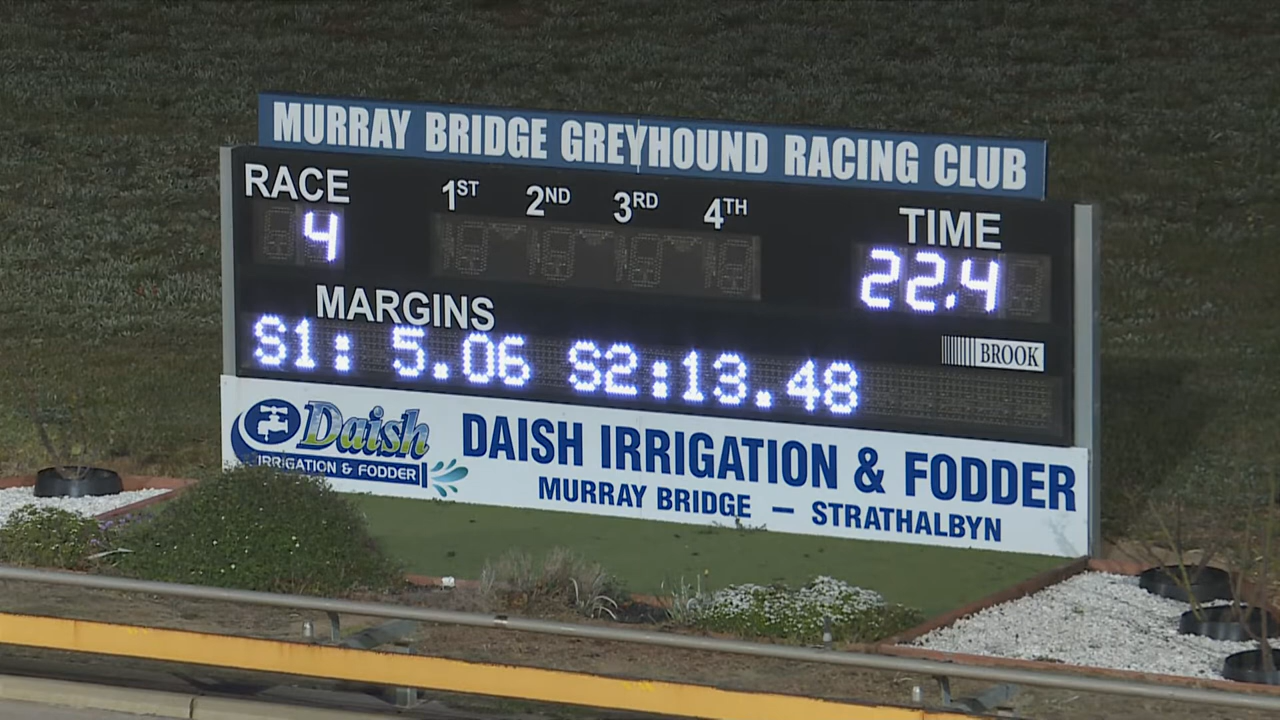 MURRAY BRIDGE GREYHOUND RACING CLUB
RACE 1ST 2ND 3RD 4TH TIME
4 22.4
MARGINS
BROOK
S1: 5.06 S2:13.48
Daish
IRRIGATION & FODDER
DAISH IRRIGATION & FODDER
MURRAY BRIDGE – STRATHALBYN